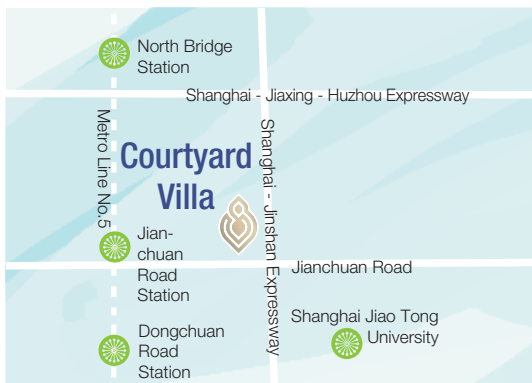 North Bridge
Station
Shanghai - Jiaxing - Huzhou Expressway
Metro Line No.5
Shanghai - Jinshan Expressway
Courtyard
Villa
Jian-
chuan
Road
Station
Jianchuan Road
Shanghai Jiao Tong
University
Dongchuan
Road
Station